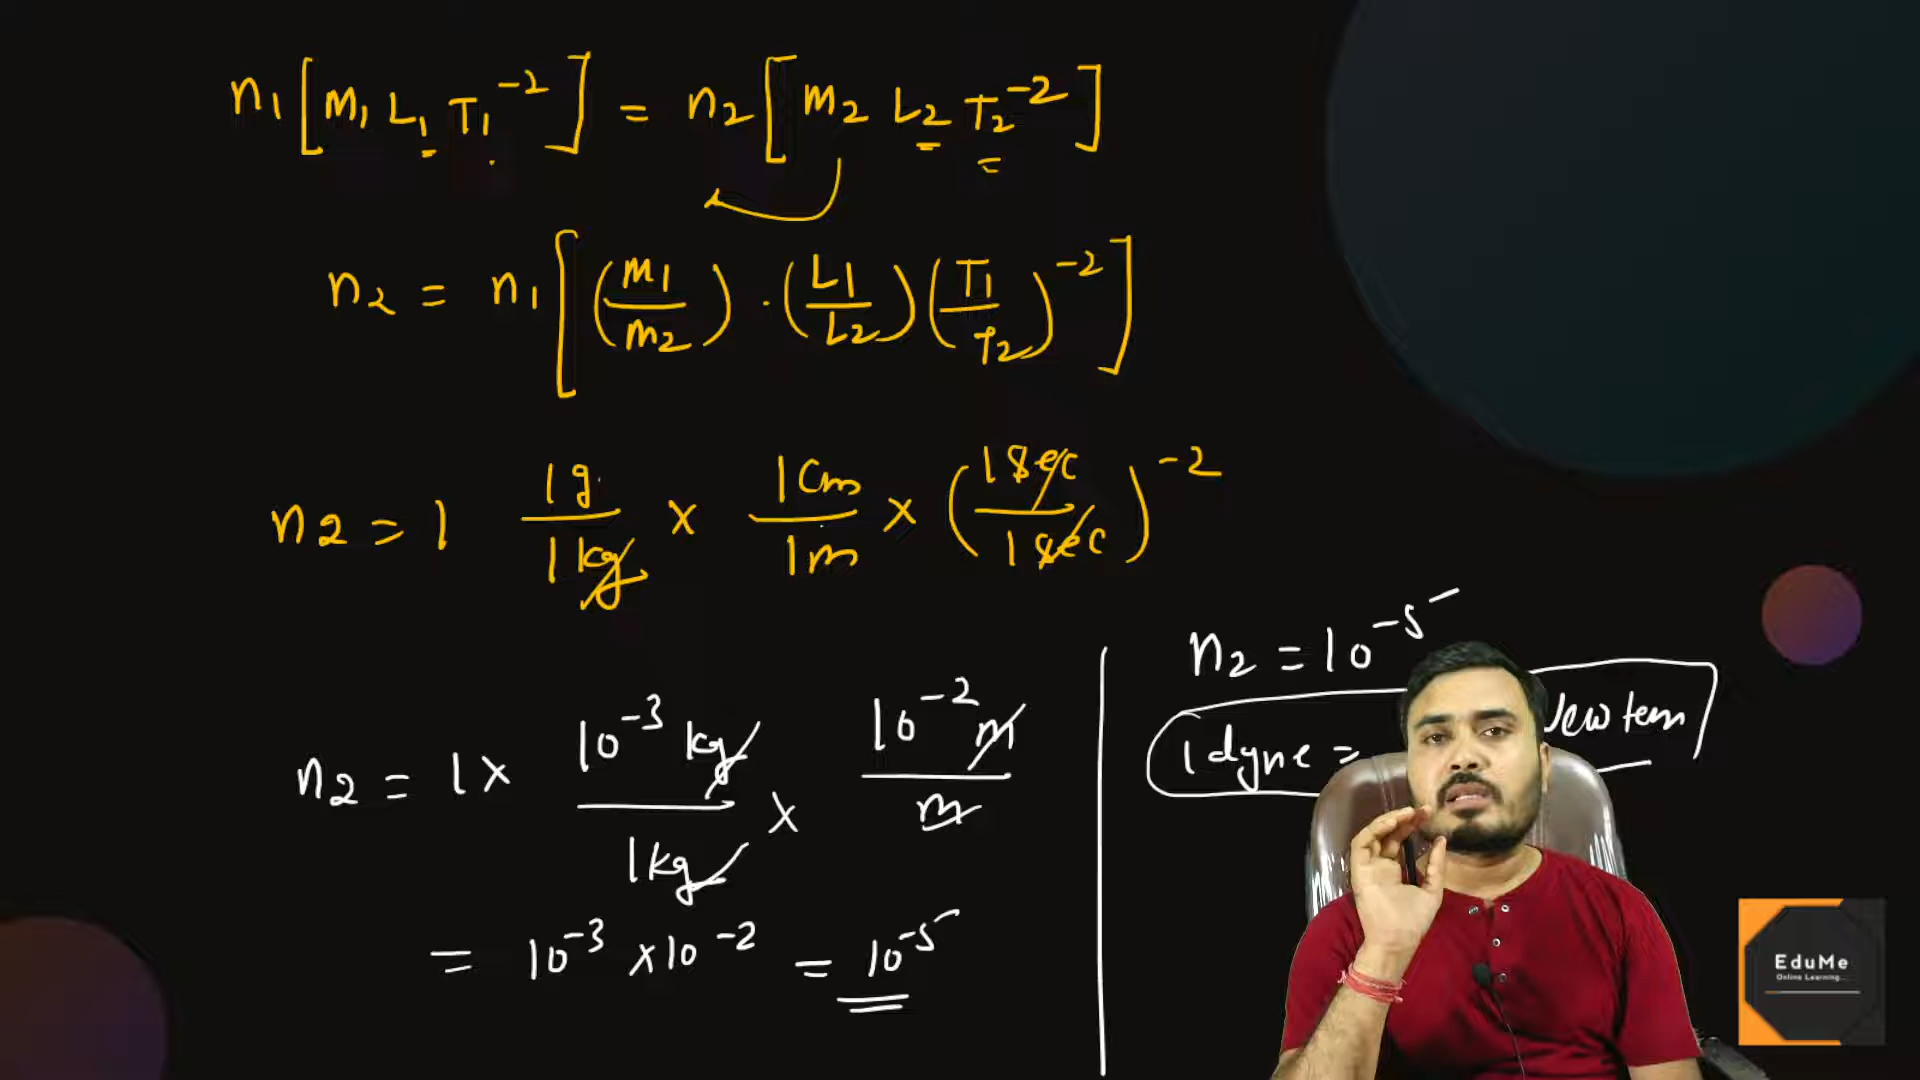 n1 [M1 L1 T1^-2] = n2 [M2 L2 T2^-2]
n2 = n1 [(M1/M2) · (L1/L2) (T1/T2)^-2]
n2 = 1 1g/1kg × 1cm/1m × (1sec/1sec)^-2
n2 = 1 × 10^-3 kg/1kg × 10^-2 m/m
= 10^-3 × 10^-2 = 10^-5
n2 = 10^-5
1 dyne =
EduMe
Online Learning...